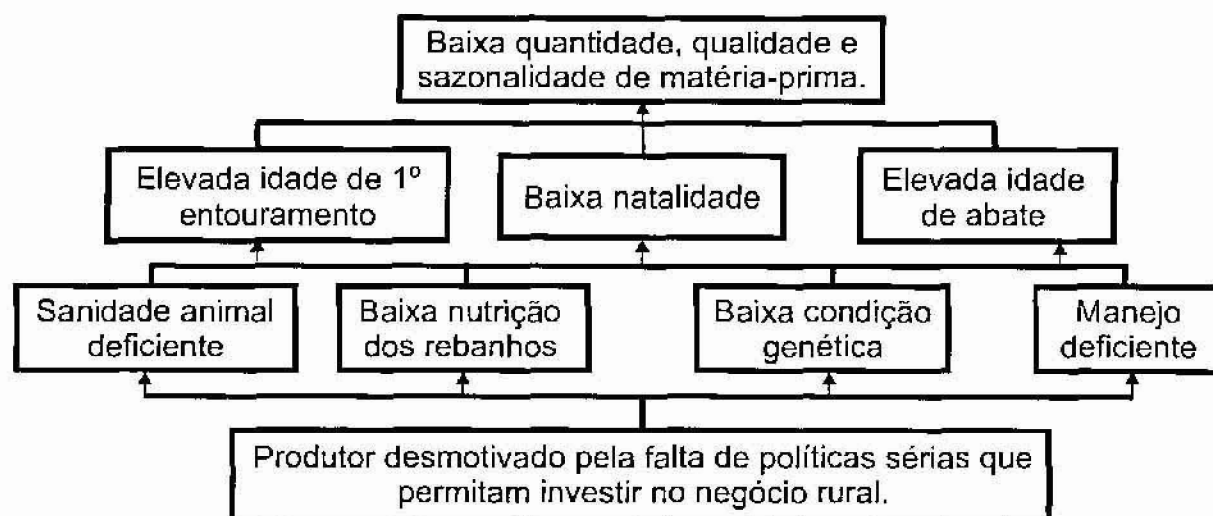 Baixa quantidade, qualidade e
sazonalidade de matéria-prima.
Elevada idade de 1º
entouramento
Baixa natalidade
Elevada idade
de abate
Sanidade animal
deficiente
Baixa nutrição
dos rebanhos
Baixa condição
genética
Manejo
deficiente
Produtor desmotivado pela falta de políticas sérias que
permitam investir no negócio rural.